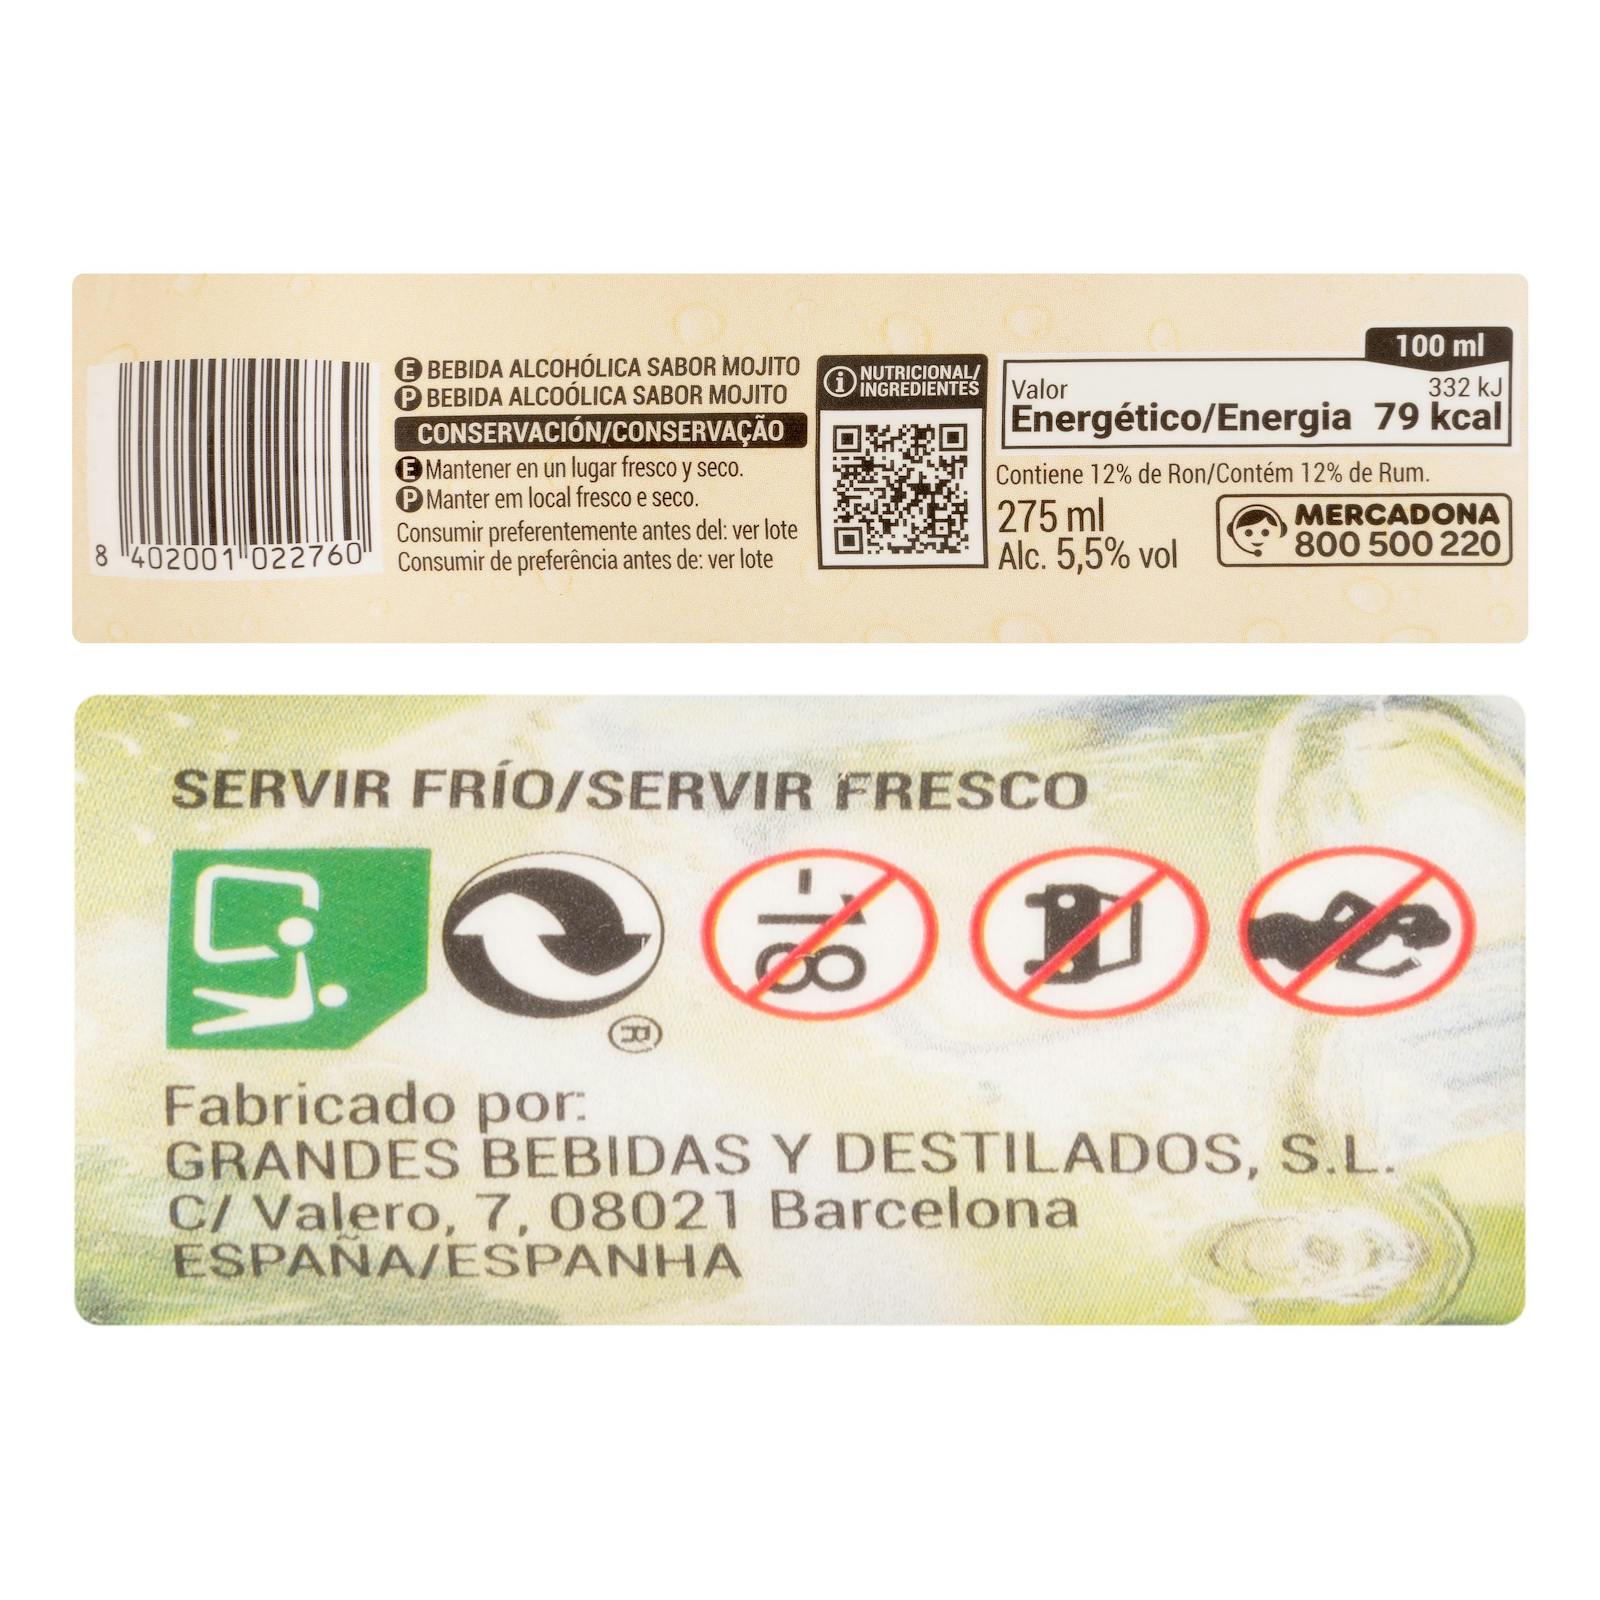 8 402001 022760
E BEBIDA ALCOHÓLICA SABOR MOJITO
P BEBIDA ALCOÓLICA SABOR MOJITO
CONSERVACIÓN/CONSERVAÇÃO
E Mantener en un lugar fresco y seco.
P Manter em local fresco e seco.
Consumir preferentemente antes del: ver lote
Consumir de preferência antes de: ver lote
i NUTRICIONAL/
INGREDIENTES
100 ml
Valor 332 kJ
Energético/Energia 79 kcal
Contiene 12% de Ron/Contém 12% de Rum.
275 ml
Alc. 5,5% vol
MERCADONA
800 500 220
SERVIR FRÍO/SERVIR FRESCO
-18
®
Fabricado por:
GRANDES BEBIDAS Y DESTILADOS, S.L.
C/ Valero, 7, 08021 Barcelona
ESPAÑA/ESPANHA